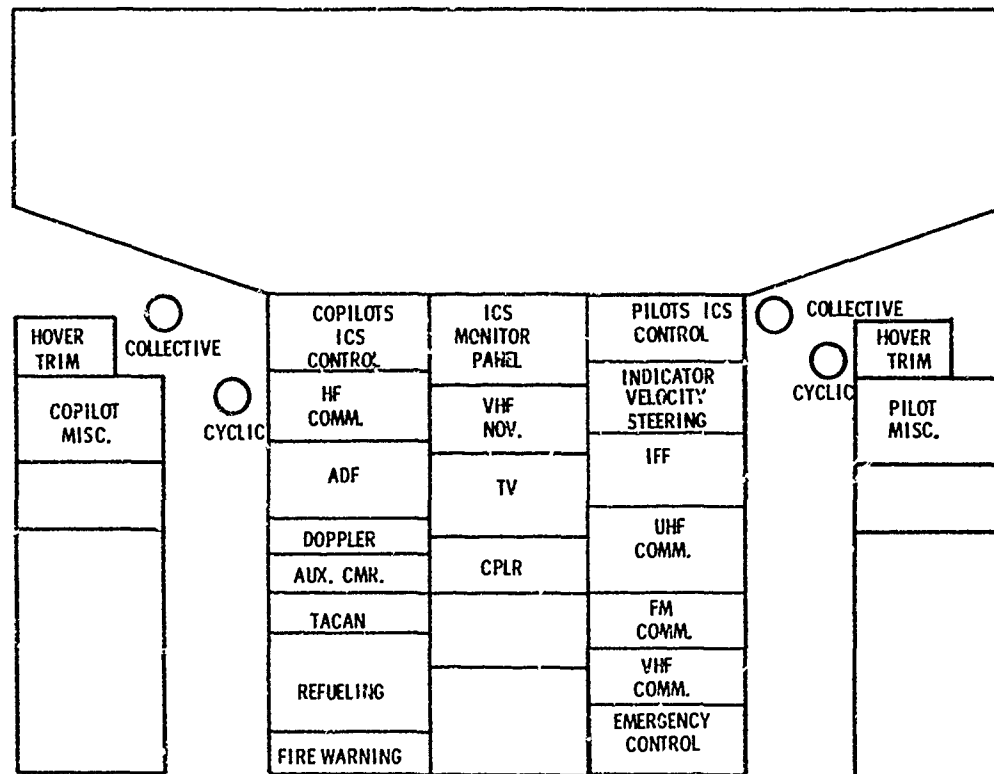 HOVER
TRIM
COLLECTIVE
CYCLIC
COPILOT
MISC.
COPILOTS
ICS
CONTROL
HF
COMM.
ADF
DOPPLER
AUX. CMR.
TACAN
REFUELING
FIRE WARNING
ICS
MONITOR
PANEL
VHF
NOV.
TV
CPLR
PILOTS ICS
CONTROL
INDICATOR
VELOCITY
STEERING
IFF
UHF
COMM.
FM
COMM.
VHF
COMM.
EMERGENCY
CONTROL
COLLECTIVE
CYCLIC
HOVER
TRIM
PILOT
MISC.